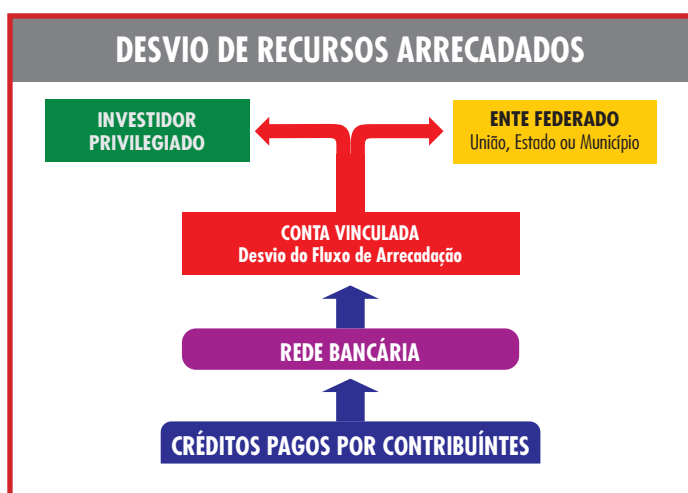 DESVIO DE RECURSOS ARRECADADOS
INVESTIDOR
PRIVILEGIADO
ENTE FEDERADO
União, Estado ou Município
CONTA VINCULADA
Desvio do Fluxo de Arrecadação
REDE BANCÁRIA
CRÉDITOS PAGOS POR CONTRIBUÍNTES